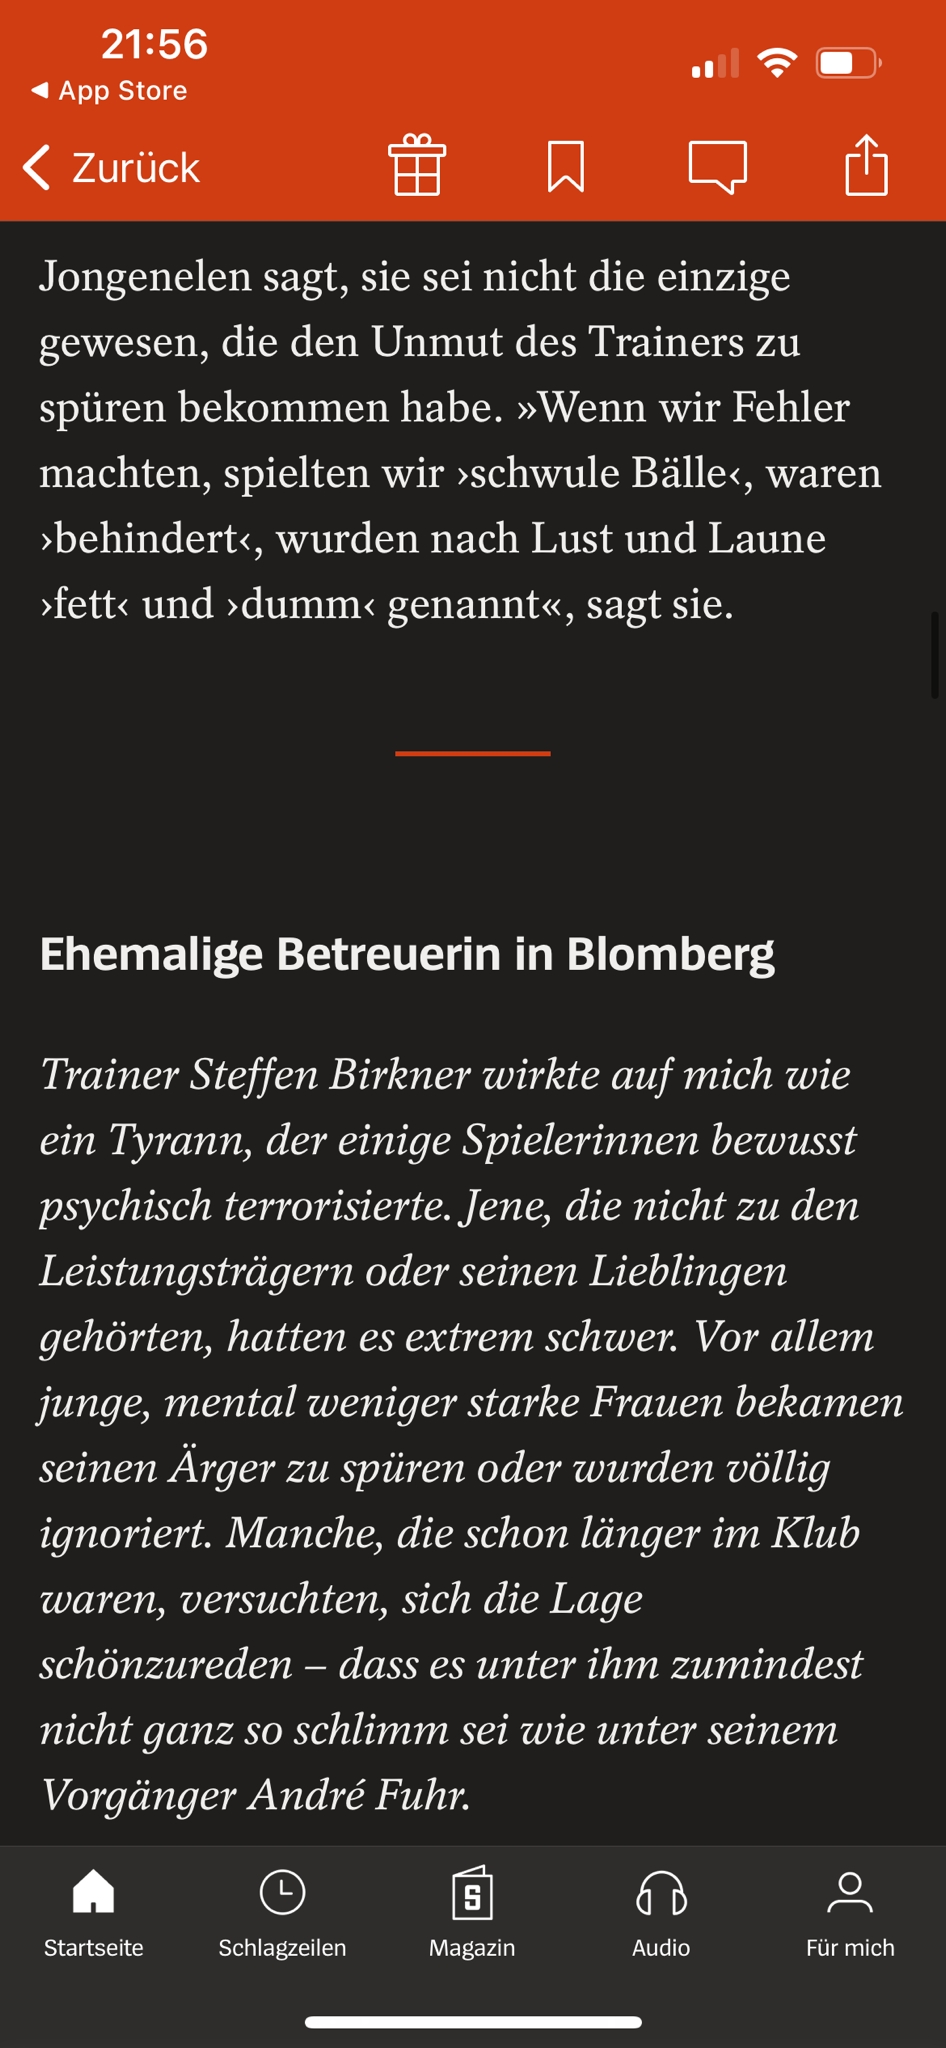 21:56
◀ App Store
Zurück
Jongenelen sagt, sie sei nicht die einzige
gewesen, die den Unmut des Trainers zu
spüren bekommen habe. »Wenn wir Fehler
machten, spielten wir ›schwule Bälle‹, waren
›behindert‹, wurden nach Lust und Laune
›fett‹ und ›dumm‹ genannt«, sagt sie.
Ehemalige Betreuerin in Blomberg
Trainer Steffen Birkner wirkte auf mich wie
ein Tyrann, der einige Spielerinnen bewusst
psychisch terrorisierte. Jene, die nicht zu den
Leistungsträgern oder seinen Lieblingen
gehörten, hatten es extrem schwer. Vor allem
junge, mental weniger starke Frauen bekamen
seinen Ärger zu spüren oder wurden völlig
ignoriert. Manche, die schon länger im Klub
waren, versuchten, sich die Lage
schönzureden – dass es unter ihm zumindest
nicht ganz so schlimm sei wie unter seinem
Vorgänger André Fuhr.
S
Startseite Schlagzeilen Magazin Audio Für mich